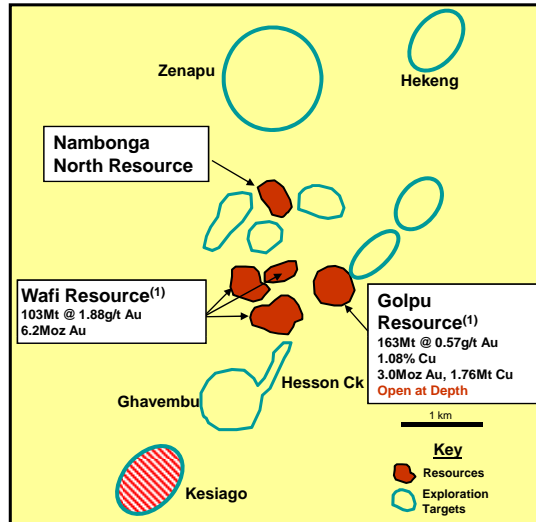 Zenapu
Hekeng
Nambonga
North Resource
Wafi Resource(1)
103Mt @ 1.88g/t Au
6.2Moz Au
Golpu
Resource(1)
163Mt @ 0.57g/t Au
1.08% Cu
3.0Moz Au, 1.76Mt Cu
Open at Depth
Hesson Ck
Ghavembu
1 km
Kesiago
Key
Resources
Exploration
Targets